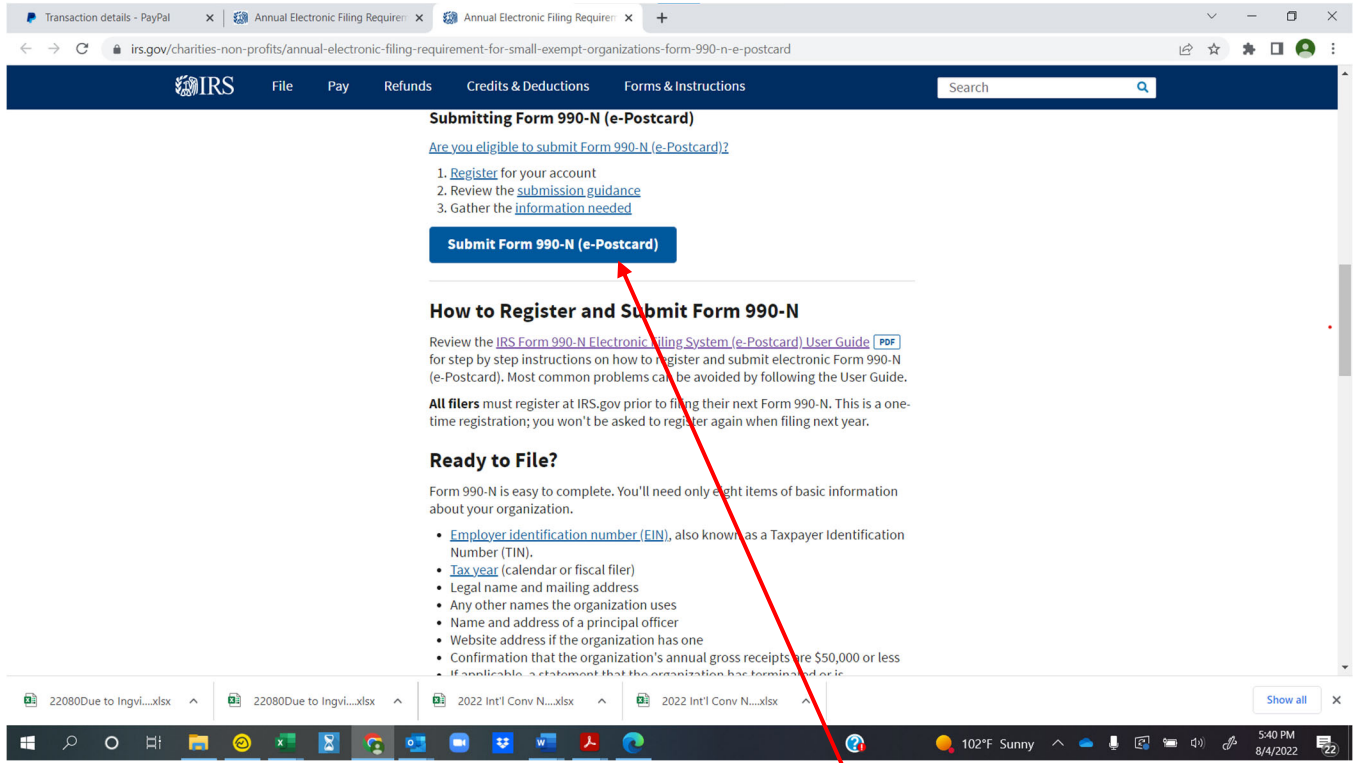 Transaction details - PayPal
Annual Electronic Filing Requirem
Annual Electronic Filing Requirem
irs.gov/charities-non-profits/annual-electronic-filing-requirement-for-small-exempt-organizations-form-990-n-e-postcard
IRS File Pay Refunds Credits & Deductions Forms & Instructions Search
Submitting Form 990-N (e-Postcard)
Are you eligible to submit Form 990-N (e-Postcard)?
1. Register for your account
2. Review the submission guidance
3. Gather the information needed
Submit Form 990-N (e-Postcard)
How to Register and Submit Form 990-N
Review the IRS Form 990-N Electronic Filing System (e-Postcard) User Guide PDF
for step by step instructions on how to register and submit electronic Form 990-N
(e-Postcard). Most common problems can be avoided by following the User Guide.
All filers must register at IRS.gov prior to filing their next Form 990-N. This is a one-
time registration; you won't be asked to register again when filing next year.
Ready to File?
Form 990-N is easy to complete. You'll need only eight items of basic information
about your organization.
• Employer identification number (EIN), also known as a Taxpayer Identification
Number (TIN).
• Tax year (calendar or fiscal filer)
• Legal name and mailing address
• Any other names the organization uses
• Name and address of a principal officer
• Website address if the organization has one
• Confirmation that the organization's annual gross receipts are $50,000 or less
• If applicable, a statement that the organization has terminated or is
22080Due to Ingvi....xlsx
22080Due to Ingvi....xlsx
2022 Int'l Conv N....xlsx
2022 Int'l Conv N....xlsx
Show all
102°F Sunny
5:40 PM
8/4/2022
22